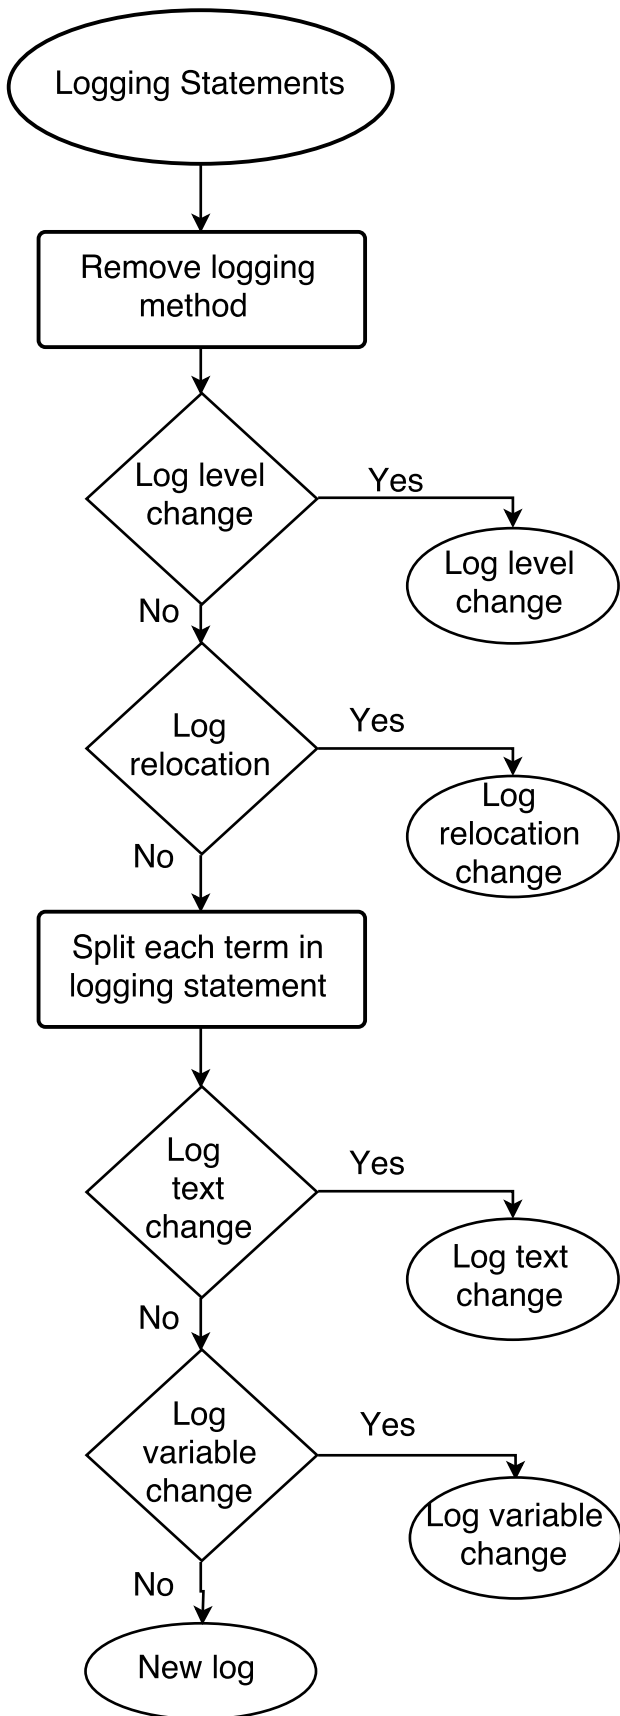 Logging Statements
Remove logging
method
Log level
change
Yes
Log level
change
No
Log
relocation
Yes
Log
relocation
change
No
Split each term in
logging statement
Log
text
change
Yes
Log text
change
No
Log
variable
change
Yes
Log variable
change
No
New log